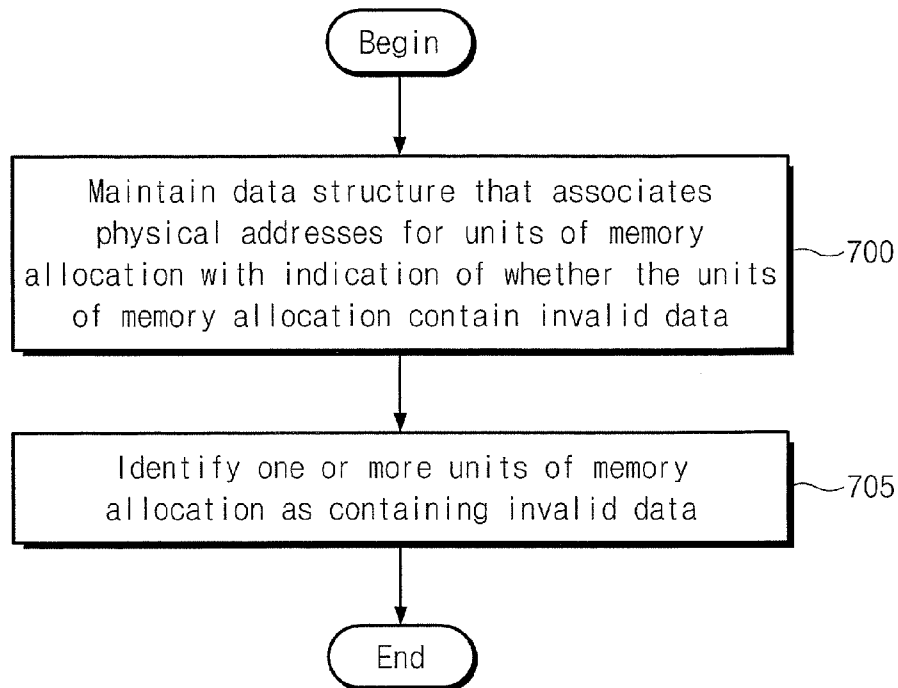 Begin
Maintain data structure that associates
physical addresses for units of memory
allocation with indication of whether the units
of memory allocation contain invalid data
700
Identify one or more units of memory
allocation as containing invalid data
705
End